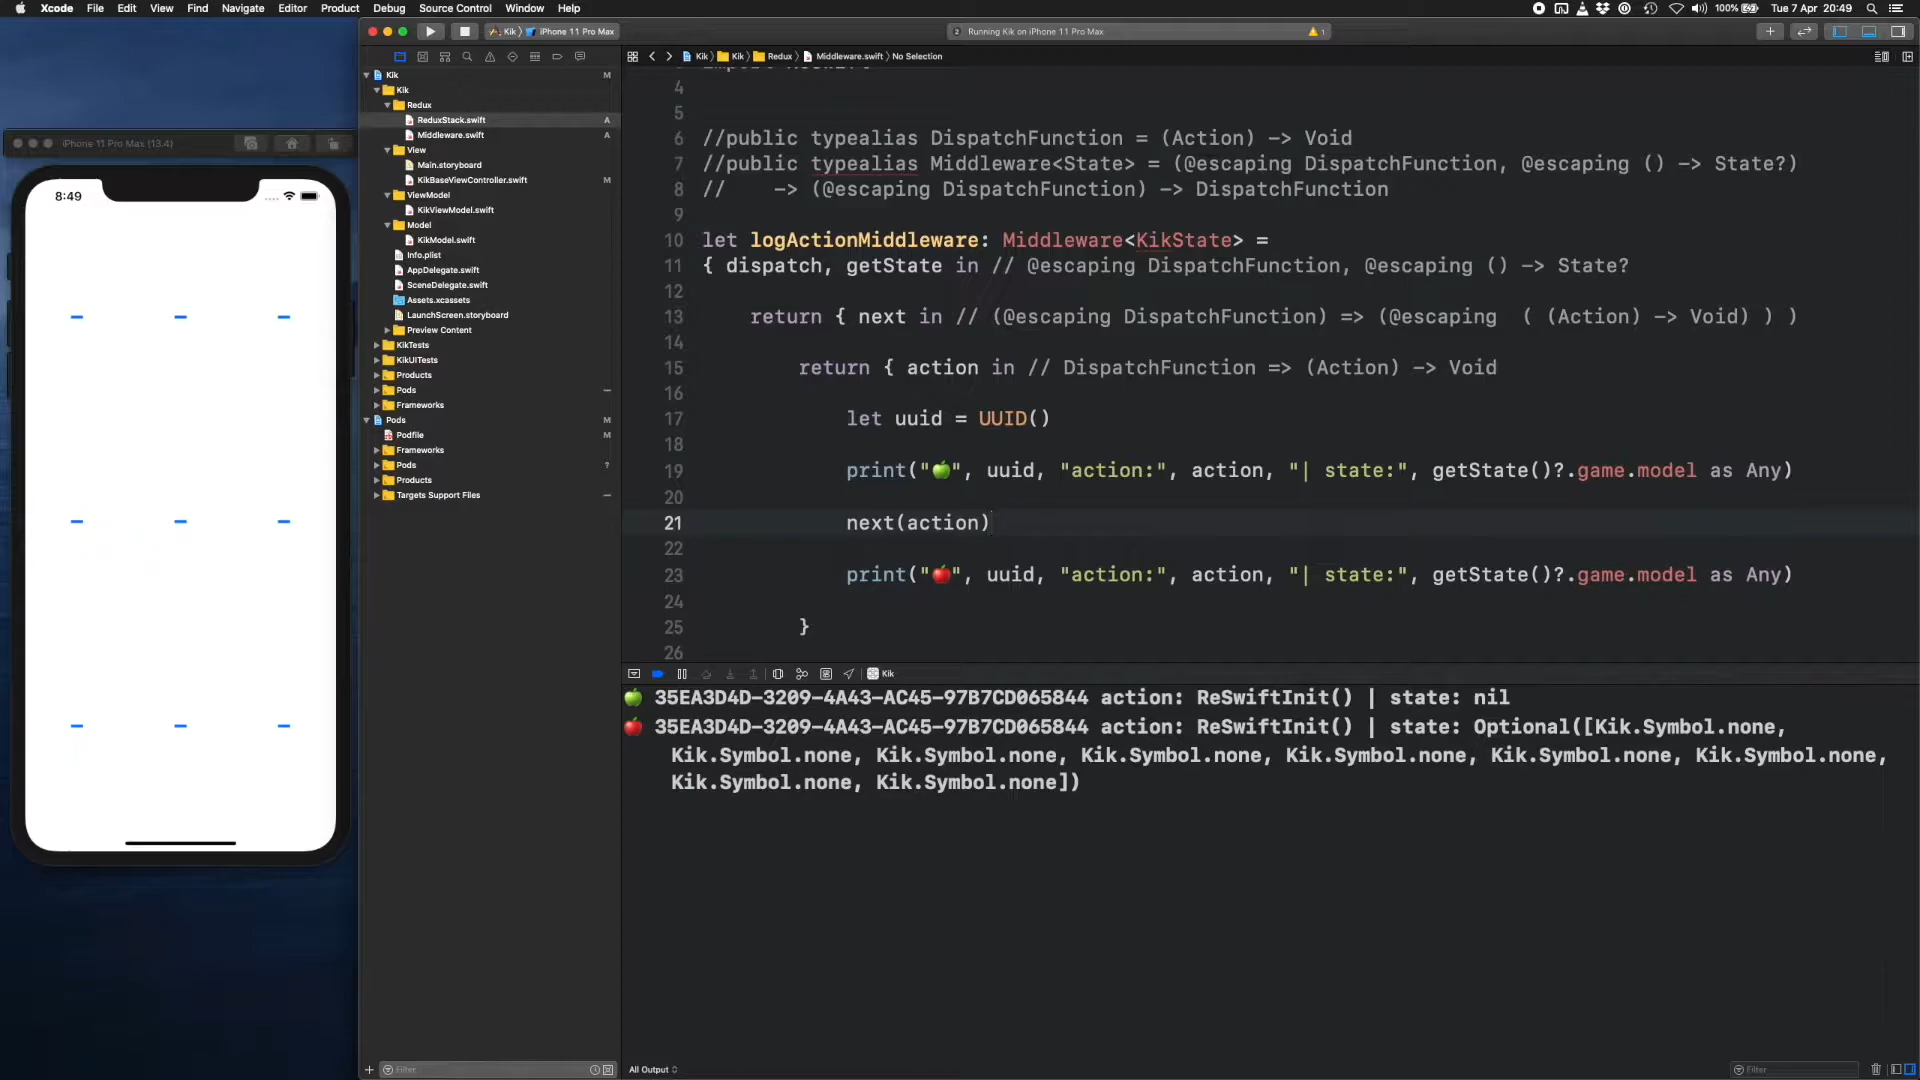 Xcode File Edit View Find Navigate Editor Product Debug Source Control Window Help
100% Tue 7 Apr 20:49
Kik iPhone 11 Pro Max
2 Running Kik on iPhone 11 Pro Max 1
Kik Kik Redux Middleware.swift No Selection
Kik M
Kik
Redux
ReduxStack.swift A
Middleware.swift A
View
Main.storyboard
KikBaseViewController.swift M
ViewModel
KikViewModel.swift
Model
KikModel.swift
Info.plist
AppDelegate.swift
SceneDelegate.swift
Assets.xcassets
LaunchScreen.storyboard
Preview Content
KikTests
KikUITests
Products
Pods
Frameworks
Pods M
Podfile M
Frameworks
Pods ?
Products
Targets Support Files
Filter
iPhone 11 Pro Max (13.4)
8:49
4
5
6 //public typealias DispatchFunction = (Action) -> Void
7 //public typealias Middleware<State> = (@escaping DispatchFunction, @escaping () -> State?)
8 // -> (@escaping DispatchFunction) -> DispatchFunction
9
10 let logActionMiddleware: Middleware<KikState> =
11 { dispatch, getState in // @escaping DispatchFunction, @escaping () -> State?
12
13 return { next in // (@escaping DispatchFunction) => (@escaping ( (Action) -> Void) ) )
14
15 return { action in // DispatchFunction => (Action) -> Void
16
17 let uuid = UUID()
18
19 print("🍏", uuid, "action:", action, "| state:", getState()?.game.model as Any)
20
21 next(action)
22
23 print("🍎", uuid, "action:", action, "| state:", getState()?.game.model as Any)
24
25 }
26
Kik
🍏 35EA3D4D-3209-4A43-AC45-97B7CD065844 action: ReSwiftInit() | state: nil
🍎 35EA3D4D-3209-4A43-AC45-97B7CD065844 action: ReSwiftInit() | state: Optional([Kik.Symbol.none,
Kik.Symbol.none, Kik.Symbol.none, Kik.Symbol.none, Kik.Symbol.none, Kik.Symbol.none, Kik.Symbol.none,
Kik.Symbol.none, Kik.Symbol.none])
All Output
Filter